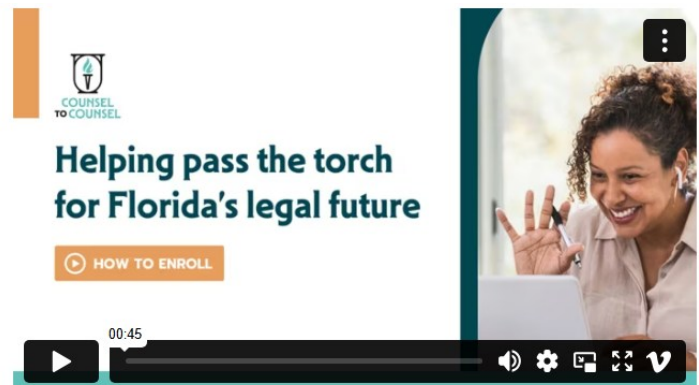 COUNSEL
TO COUNSEL
Helping pass the torch
for Florida's legal future
HOW TO ENROLL
00:45